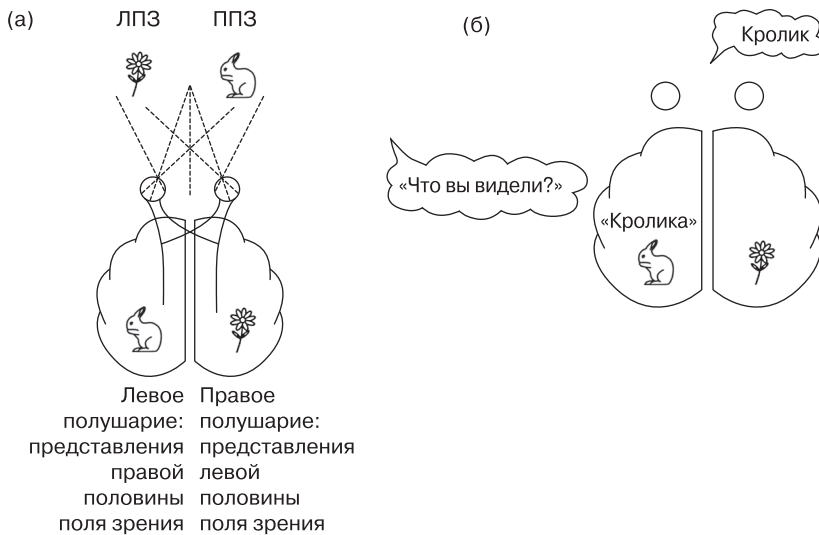 (а)
ЛПЗ ППЗ
(б)
Кролик
«Что вы видели?»
«Кролика»
Левое Правое
полушарие: полушарие:
представления представления
правой левой
половины половины
поля зрения поля зрения